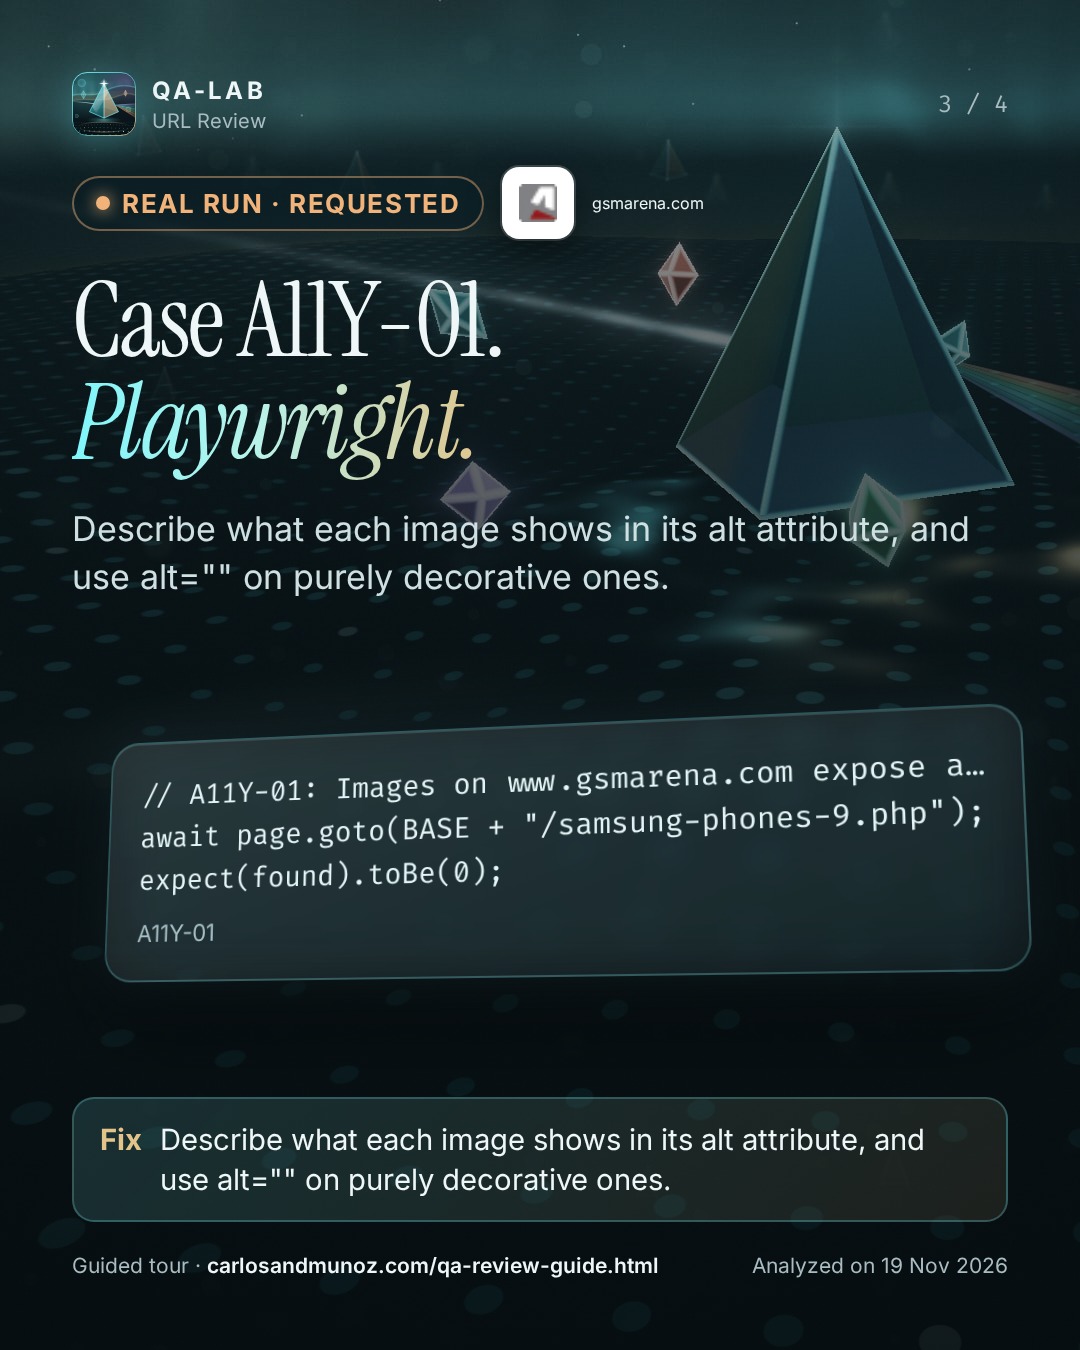 QA-LAB
URL Review
3 / 4
REAL RUN · REQUESTED
gsmarena.com
Case A11Y-01.
Playwright.
Describe what each image shows in its alt attribute, and
use alt="" on purely decorative ones.
// A11Y-01: Images on www.gsmarena.com expose a…
await page.goto(BASE + "/samsung-phones-9.php");
expect(found).toBe(0);
A11Y-01
Fix Describe what each image shows in its alt attribute, and
use alt="" on purely decorative ones.
Guided tour · carlosandmunoz.com/qa-review-guide.html
Analyzed on 19 Nov 2026